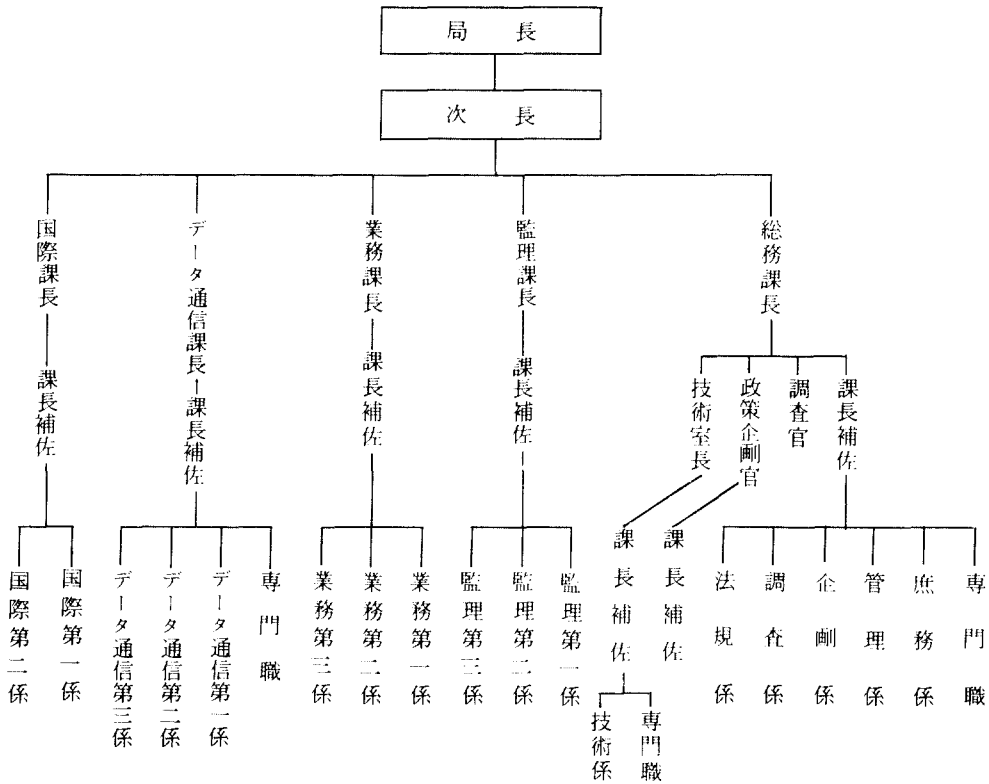 局長
次長
総務課長
課長補佐
調査官
政策企画官
技術室長
専門職
庶務係
管理係
企画係
調査係
法規係
課長補佐
課長補佐
専門職
技術係
監理課長
課長補佐
監理第一係
監理第二係
監理第三係
業務課長
課長補佐
業務第一係
業務第二係
業務第三係
データ通信課長
課長補佐
専門職
データ通信第一係
データ通信第二係
データ通信第三係
国際課長
課長補佐
国際第一係
国際第二係